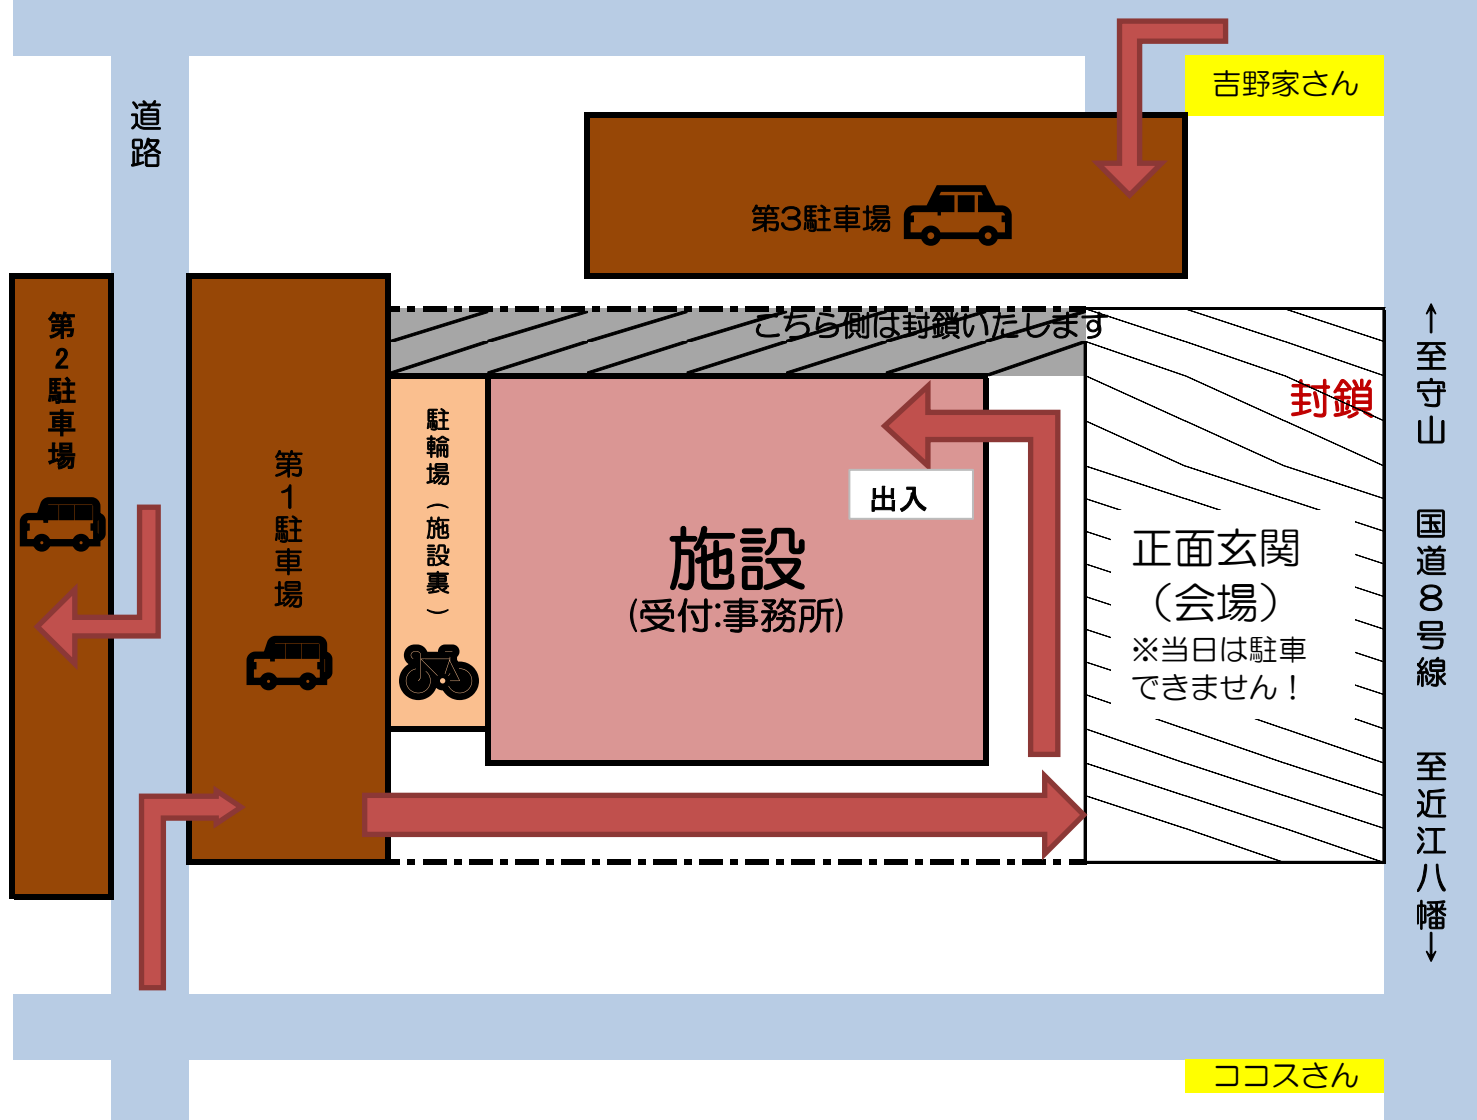 吉野家さん
道路
第3駐車場
こちら側は封鎖いたします
第2駐車場
第1駐車場
駐輪場(施設裏)
出入
施設
(受付:事務所)
封鎖
正面玄関
(会場)
※当日は駐車
できません!
←至守山 国道8号線 至近江八幡→
ココスさん